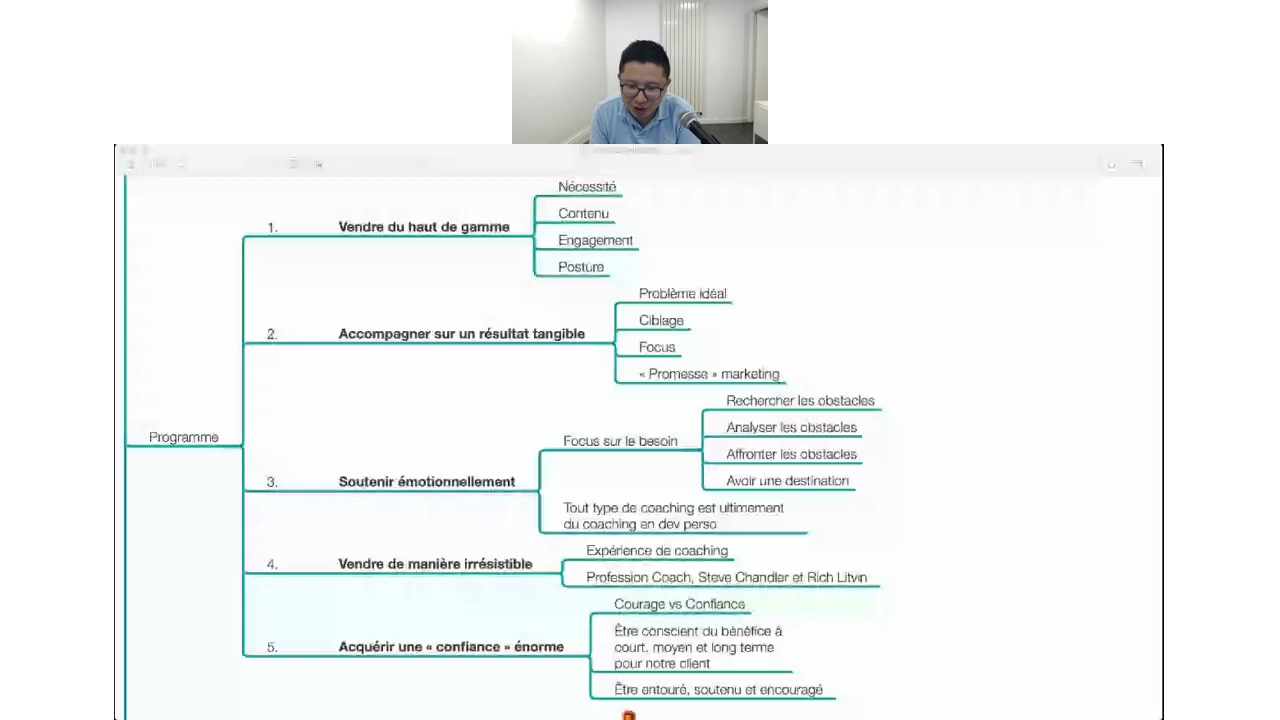 Nécessité
1. Vendre du haut de gamme
Contenu
Engagement
Posture
Problème idéal
2. Accompagner sur un résultat tangible
Ciblage
Focus
« Promesse » marketing
Programme
Rechercher les obstacles
Focus sur le besoin
Analyser les obstacles
Affronter les obstacles
Avoir une destination
3. Soutenir émotionnellement
Tout type de coaching est ultimement
du coaching en dev perso
4. Vendre de manière irrésistible
Expérience de coaching
Profession Coach, Steve Chandler et Rich Litvin
Courage vs Confiance
5. Acquérir une « confiance » énorme
Être conscient du bénéfice à
court, moyen et long terme
pour notre client
Être entouré, soutenu et encouragé